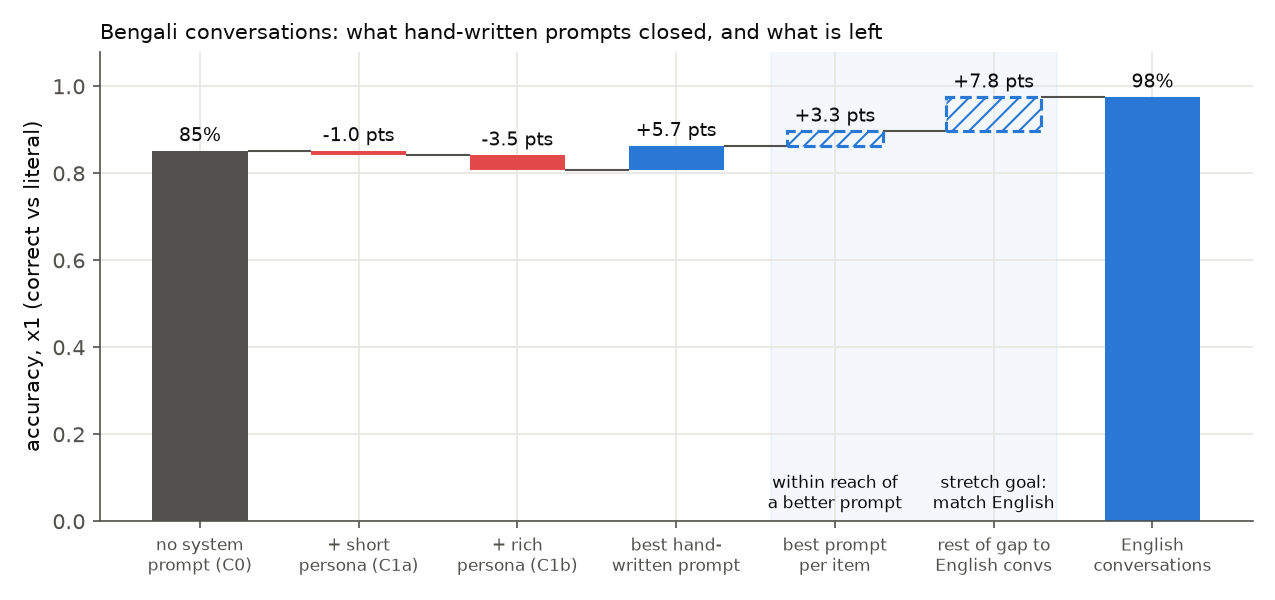 Bengali conversations: what hand-written prompts closed, and what is left
accuracy, x1 (correct vs literal)
1.0
0.8
0.6
0.4
0.2
0.0
85%
-1.0 pts
-3.5 pts
+5.7 pts
+3.3 pts
+7.8 pts
98%
within reach of
a better prompt
stretch goal:
match English
no system
prompt (C0)
+ short
persona (C1a)
+ rich
persona (C1b)
best hand-
written prompt
best prompt
per item
rest of gap to
English convs
English
conversations